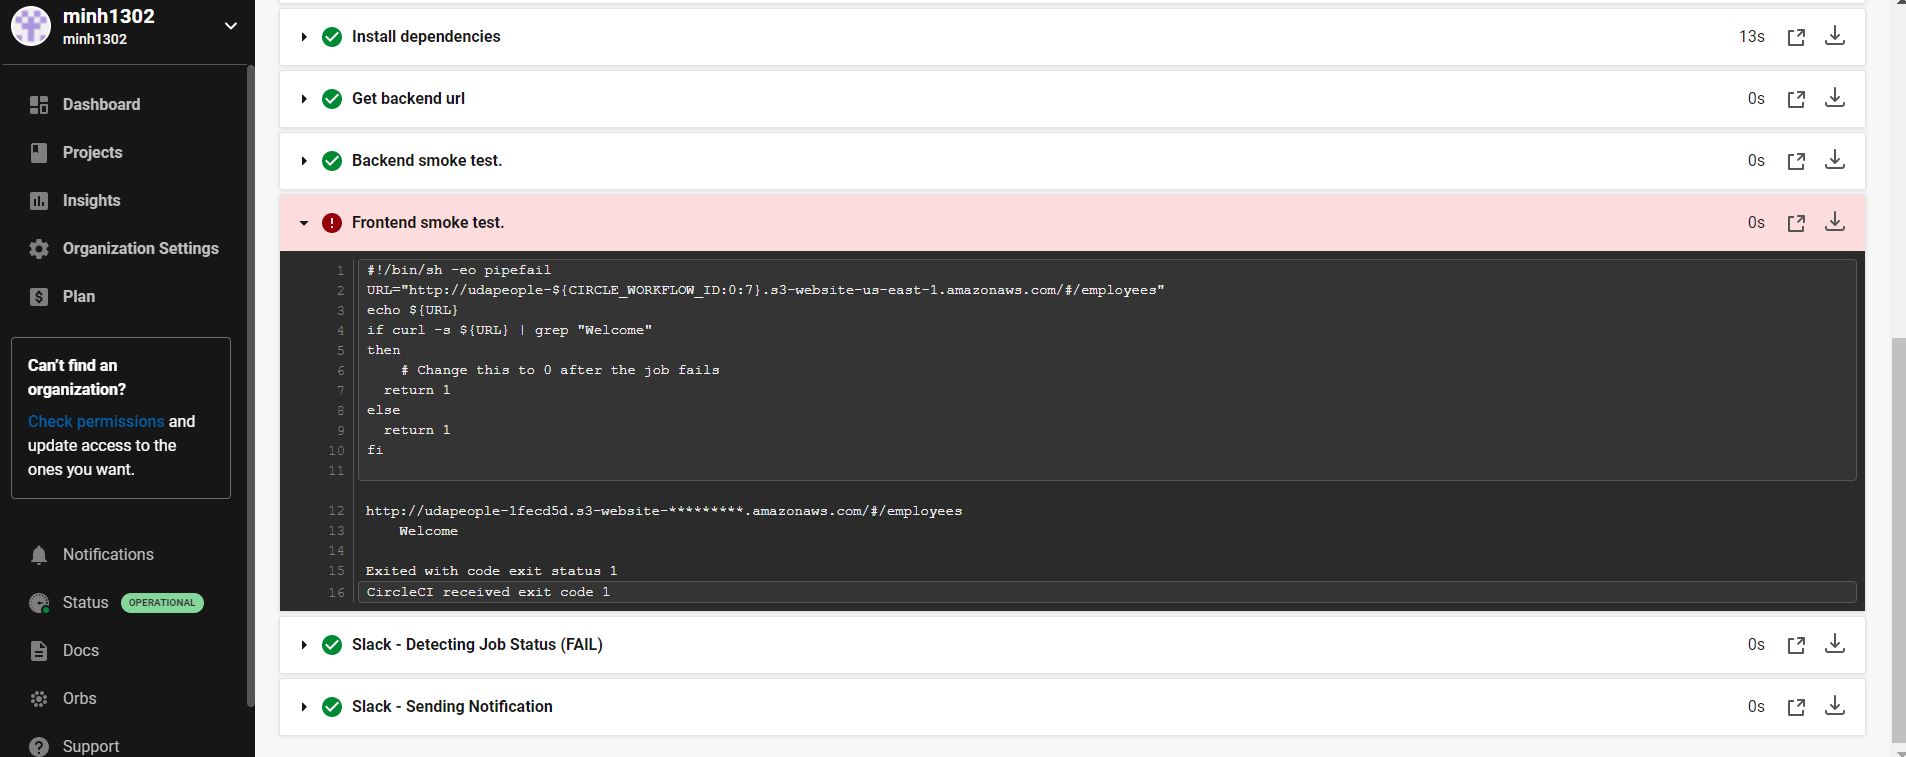 minh1302
minh1302
Dashboard
Projects
Insights
Organization Settings
Plan
Can't find an
organization?
Check permissions and
update access to the
ones you want.
Notifications
Status OPERATIONAL
Docs
Orbs
Support
Install dependencies 13s
Get backend url 0s
Backend smoke test. 0s
Frontend smoke test. 0s
1 #!/bin/sh -eo pipefail
2 URL="http://udapeople-${CIRCLE_WORKFLOW_ID:0:7}.s3-website-us-east-1.amazonaws.com/#/employees"
3 echo ${URL}
4 if curl -s ${URL} | grep "Welcome"
5 then
6     # Change this to 0 after the job fails
7   return 1
8 else
9   return 1
10 fi
11
12 http://udapeople-1fecd5d.s3-website-*********.amazonaws.com/#/employees
13     Welcome
14
15 Exited with code exit status 1
16 CircleCI received exit code 1
Slack - Detecting Job Status (FAIL) 0s
Slack - Sending Notification 0s